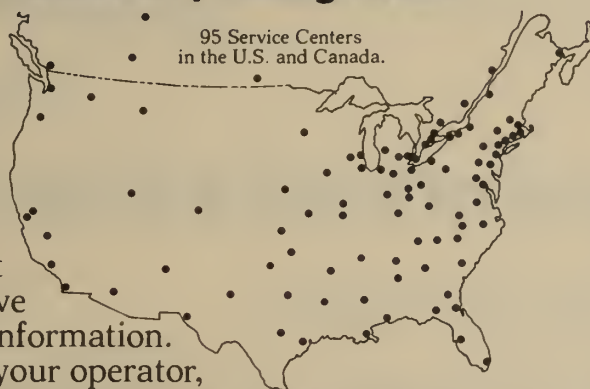 95 Service Centers
in the U.S. and Canada.
ve
nformation.
your operator,